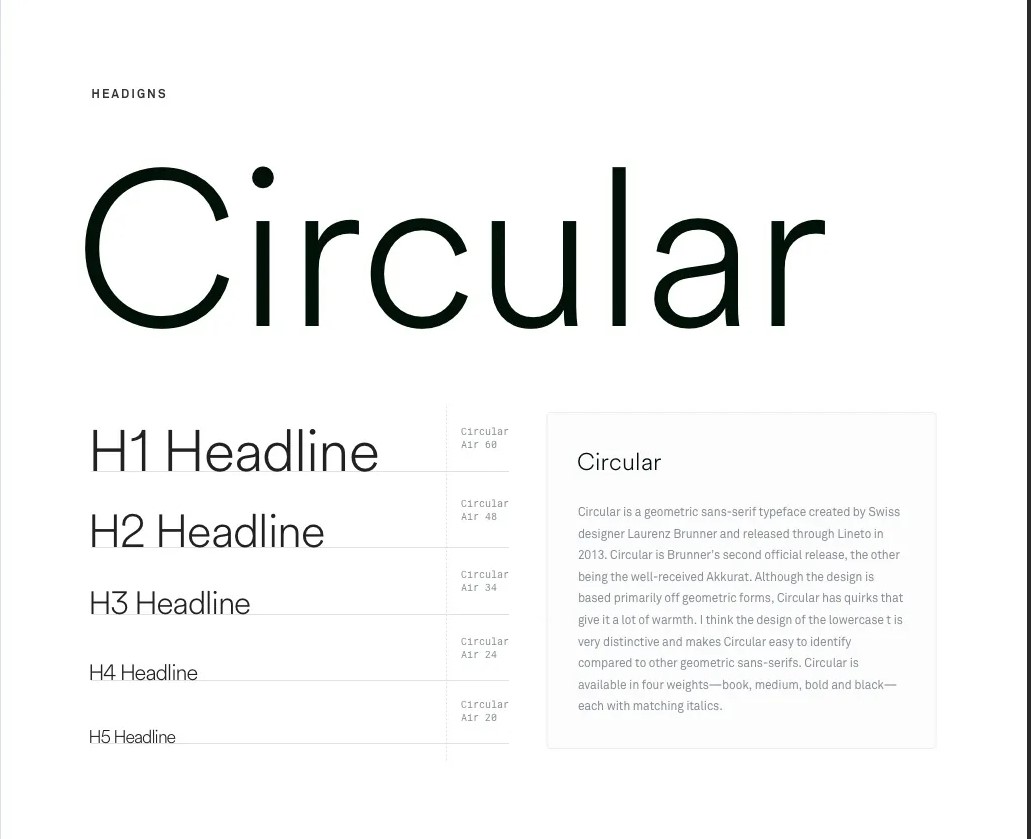 HEADIGNS
Circular
H1 Headline
Circular
Air 60
H2 Headline
Circular
Air 48
H3 Headline
Circular
Air 34
H4 Headline
Circular
Air 24
H5 Headline
Circular
Air 20
Circular
Circular is a geometric sans-serif typeface created by Swiss
designer Laurenz Brunner and released through Lineto in
2013. Circular is Brunner's second official release, the other
being the well-received Akkurat. Although the design is
based primarily off geometric forms, Circular has quirks that
give it a lot of warmth. I think the design of the lowercase t is
very distinctive and makes Circular easy to identify
compared to other geometric sans-serifs. Circular is
available in four weights—book, medium, bold and black—
each with matching italics.